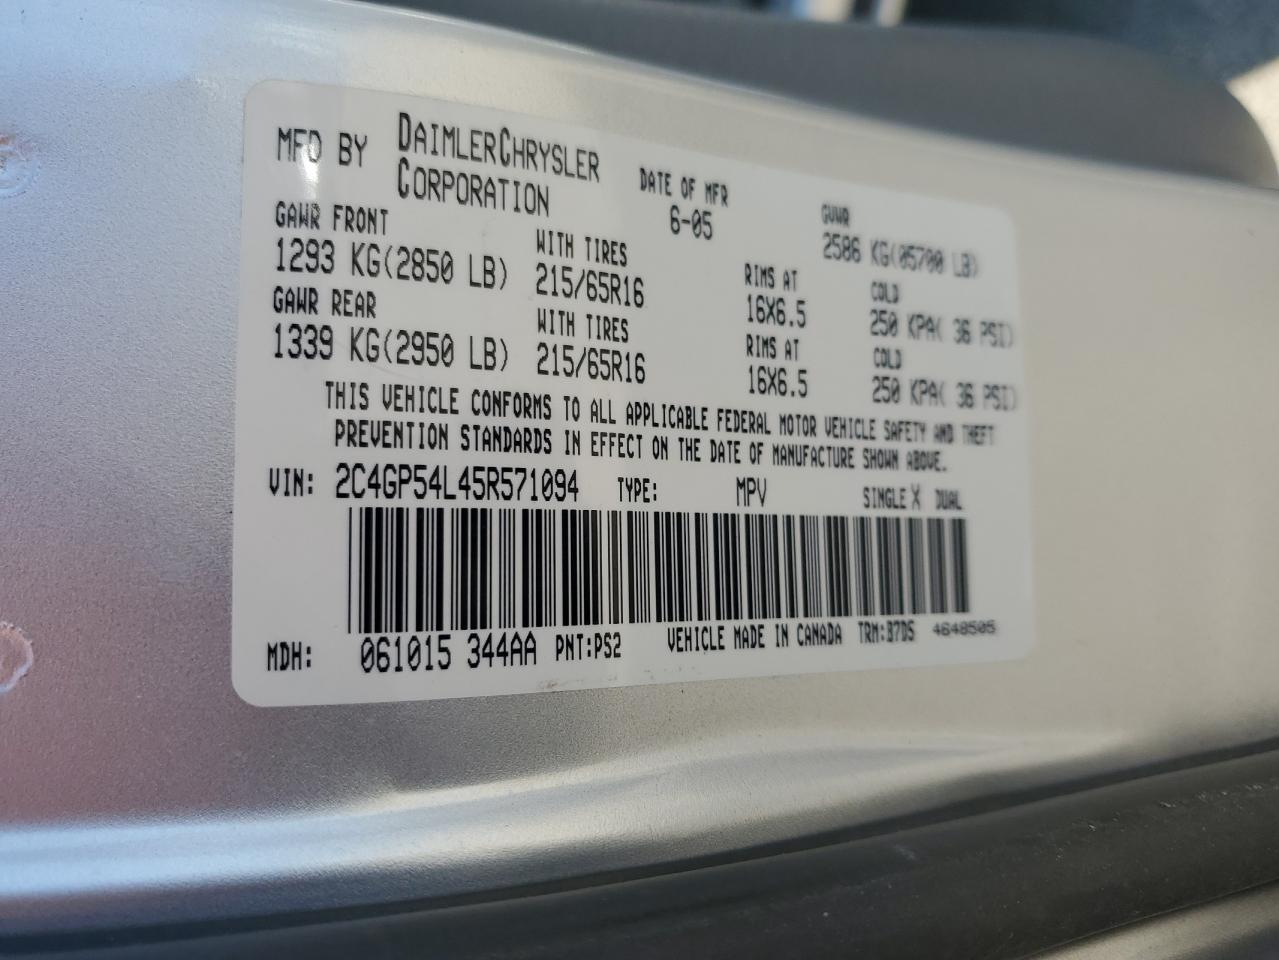 MFD BY DAIMLERCHRYSLER CORPORATION
DATE OF MFR 6-05
GVWR 2586 KG(05700 LB)
GAWR FRONT
1293 KG(2850 LB)
WITH TIRES
215/65R16
RIMS AT
16X6.5
COLD
250 KPA( 36 PSI)
GAWR REAR
1339 KG(2950 LB)
WITH TIRES
215/65R16
RIMS AT
16X6.5
COLD
250 KPA( 36 PSI)
THIS VEHICLE CONFORMS TO ALL APPLICABLE FEDERAL MOTOR VEHICLE SAFETY AND THEFT
PREVENTION STANDARDS IN EFFECT ON THE DATE OF MANUFACTURE SHOWN ABOVE.
VIN: 2C4GP54L45R571094 TYPE: MPV SINGLE X DUAL
MDH: 061015 344AA PNT:PS2 VEHICLE MADE IN CANADA TRM:B7D5 4648505